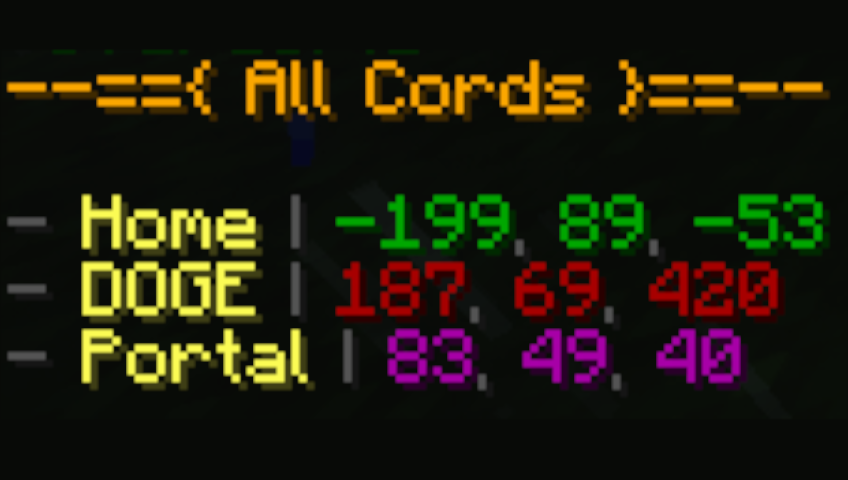 --=={ All Cords }==--
- Home | -199, 89, -53
- DOGE | 187, 69, 420
- Portal | 83, 49, 40